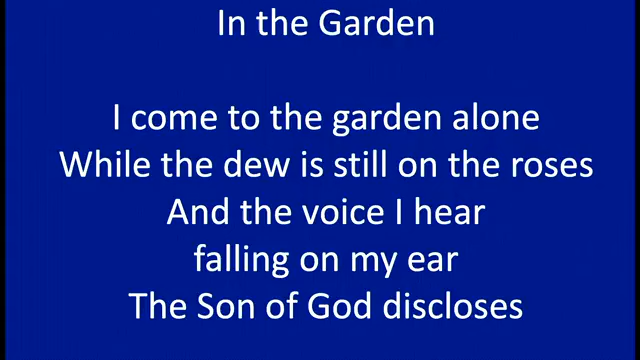 In the Garden
I come to the garden alone
While the dew is still on the roses
And the voice I hear
falling on my ear
The Son of God discloses